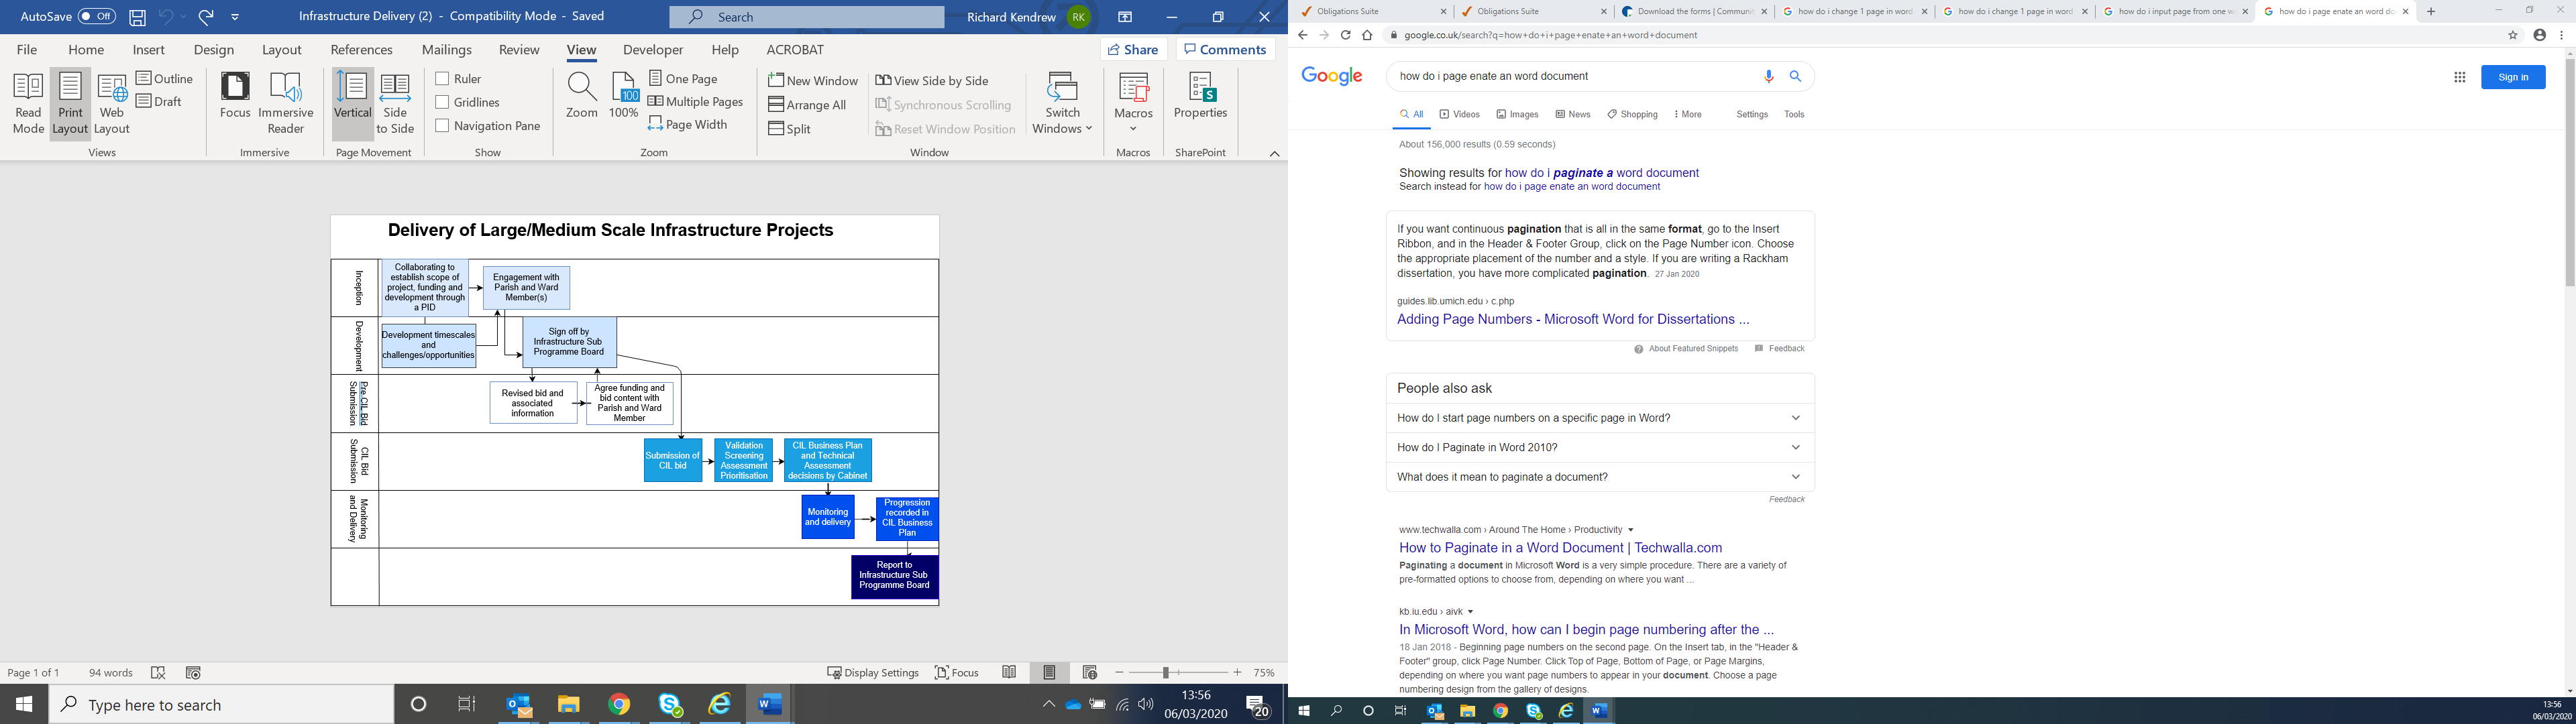 AutoSave Off
Infrastructure Delivery (2) - Compatibility Mode - Saved
Search
Richard Kendrew RK
File Home Insert Design Layout References Mailings Review View Developer Help ACROBAT
Share Comments
Read Mode
Print Layout
Web Layout
Outline
Draft
Views
Focus
Immersive Reader
Immersive
Vertical
Side to Side
Page Movement
Ruler
Gridlines
Navigation Pane
Show
Zoom
100
100%
One Page
Multiple Pages
Page Width
Zoom
New Window
Arrange All
Split
View Side by Side
Synchronous Scrolling
Reset Window Position
Window
Switch Windows
Macros
Macros
Properties
SharePoint
Delivery of Large/Medium Scale Infrastructure Projects
Inception
Collaborating to
establish scope of
project, funding and
development through
a PID
Engagement with
Parish and Ward
Member(s)
Development
Development timescales
and
challenges/opportunities
Sign off by
Infrastructure Sub
Programme Board
Pre CIL Bid
Submission
Revised bid and
associated
information
Agree funding and
bid content with
Parish and Ward
Member
CIL Bid
Submission
Submission of
CIL bid
Validation
Screening
Assessment
Prioritisation
CIL Business Plan
and Technical
Assessment
decisions by Cabinet
Monitoring
and Delivery
Monitoring
and delivery
Progression
recorded in
CIL Business
Plan
Report to
Infrastructure Sub
Programme Board
Page 1 of 1 94 words
Display Settings Focus 75%
Type here to search
13:56
06/03/2020
20
Obligations Suite
Obligations Suite
Download the forms | Communit
how do i change 1 page in word
how do i change 1 page in word
how do i input page from one w
how do i page enate an word do
google.co.uk/search?q=how+do+i+page+enate+an+word+document
Google
how do i page enate an word document
Sign in
All Videos Images News Shopping More Settings Tools
About 156,000 results (0.59 seconds)
Showing results for how do i paginate a word document
Search instead for how do i page enate an word document
If you want continuous pagination that is all in the same format, go to the Insert
Ribbon, and in the Header & Footer Group, click on the Page Number icon. Choose
the appropriate placement of the number and a style. If you are writing a Rackham
dissertation, you have more complicated pagination. 27 Jan 2020
guides.lib.umich.edu › c.php
Adding Page Numbers - Microsoft Word for Dissertations ...
About Featured Snippets Feedback
People also ask
How do I start page numbers on a specific page in Word?
How do I Paginate in Word 2010?
What does it mean to paginate a document?
Feedback
www.techwalla.com › Around The Home › Productivity
How to Paginate in a Word Document | Techwalla.com
Paginating a document in Microsoft Word is a very simple procedure. There are a variety of
pre-formatted options to choose from, depending on where you want ...
kb.iu.edu › aivk
In Microsoft Word, how can I begin page numbering after the ...
18 Jan 2018 - Beginning page numbers on the second page. On the Insert tab, in the "Header &
Footer" group, click Page Number. Click Top of Page, Bottom of Page, or Page Margins,
depending on where you want page numbers to appear in your document. Choose a page
numbering design from the gallery of designs.
13:56
06/03/2020